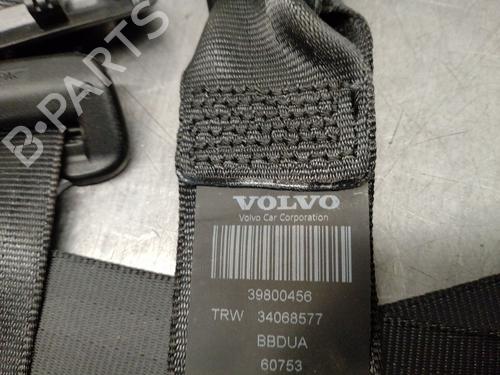 B-PARTS
VOLVO
Volvo Car Corporation
39800456
TRW 34068577
BBDUA
60753